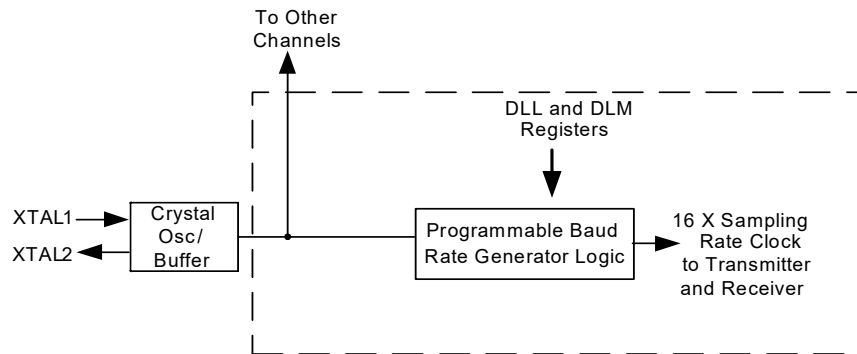 To Other
Channels
DLL and DLM
Registers
XTAL1
XTAL2
Crystal
Osc/
Buffer
Programmable Baud
Rate Generator Logic
16 X Sampling
Rate Clock
to Transmitter
and Receiver